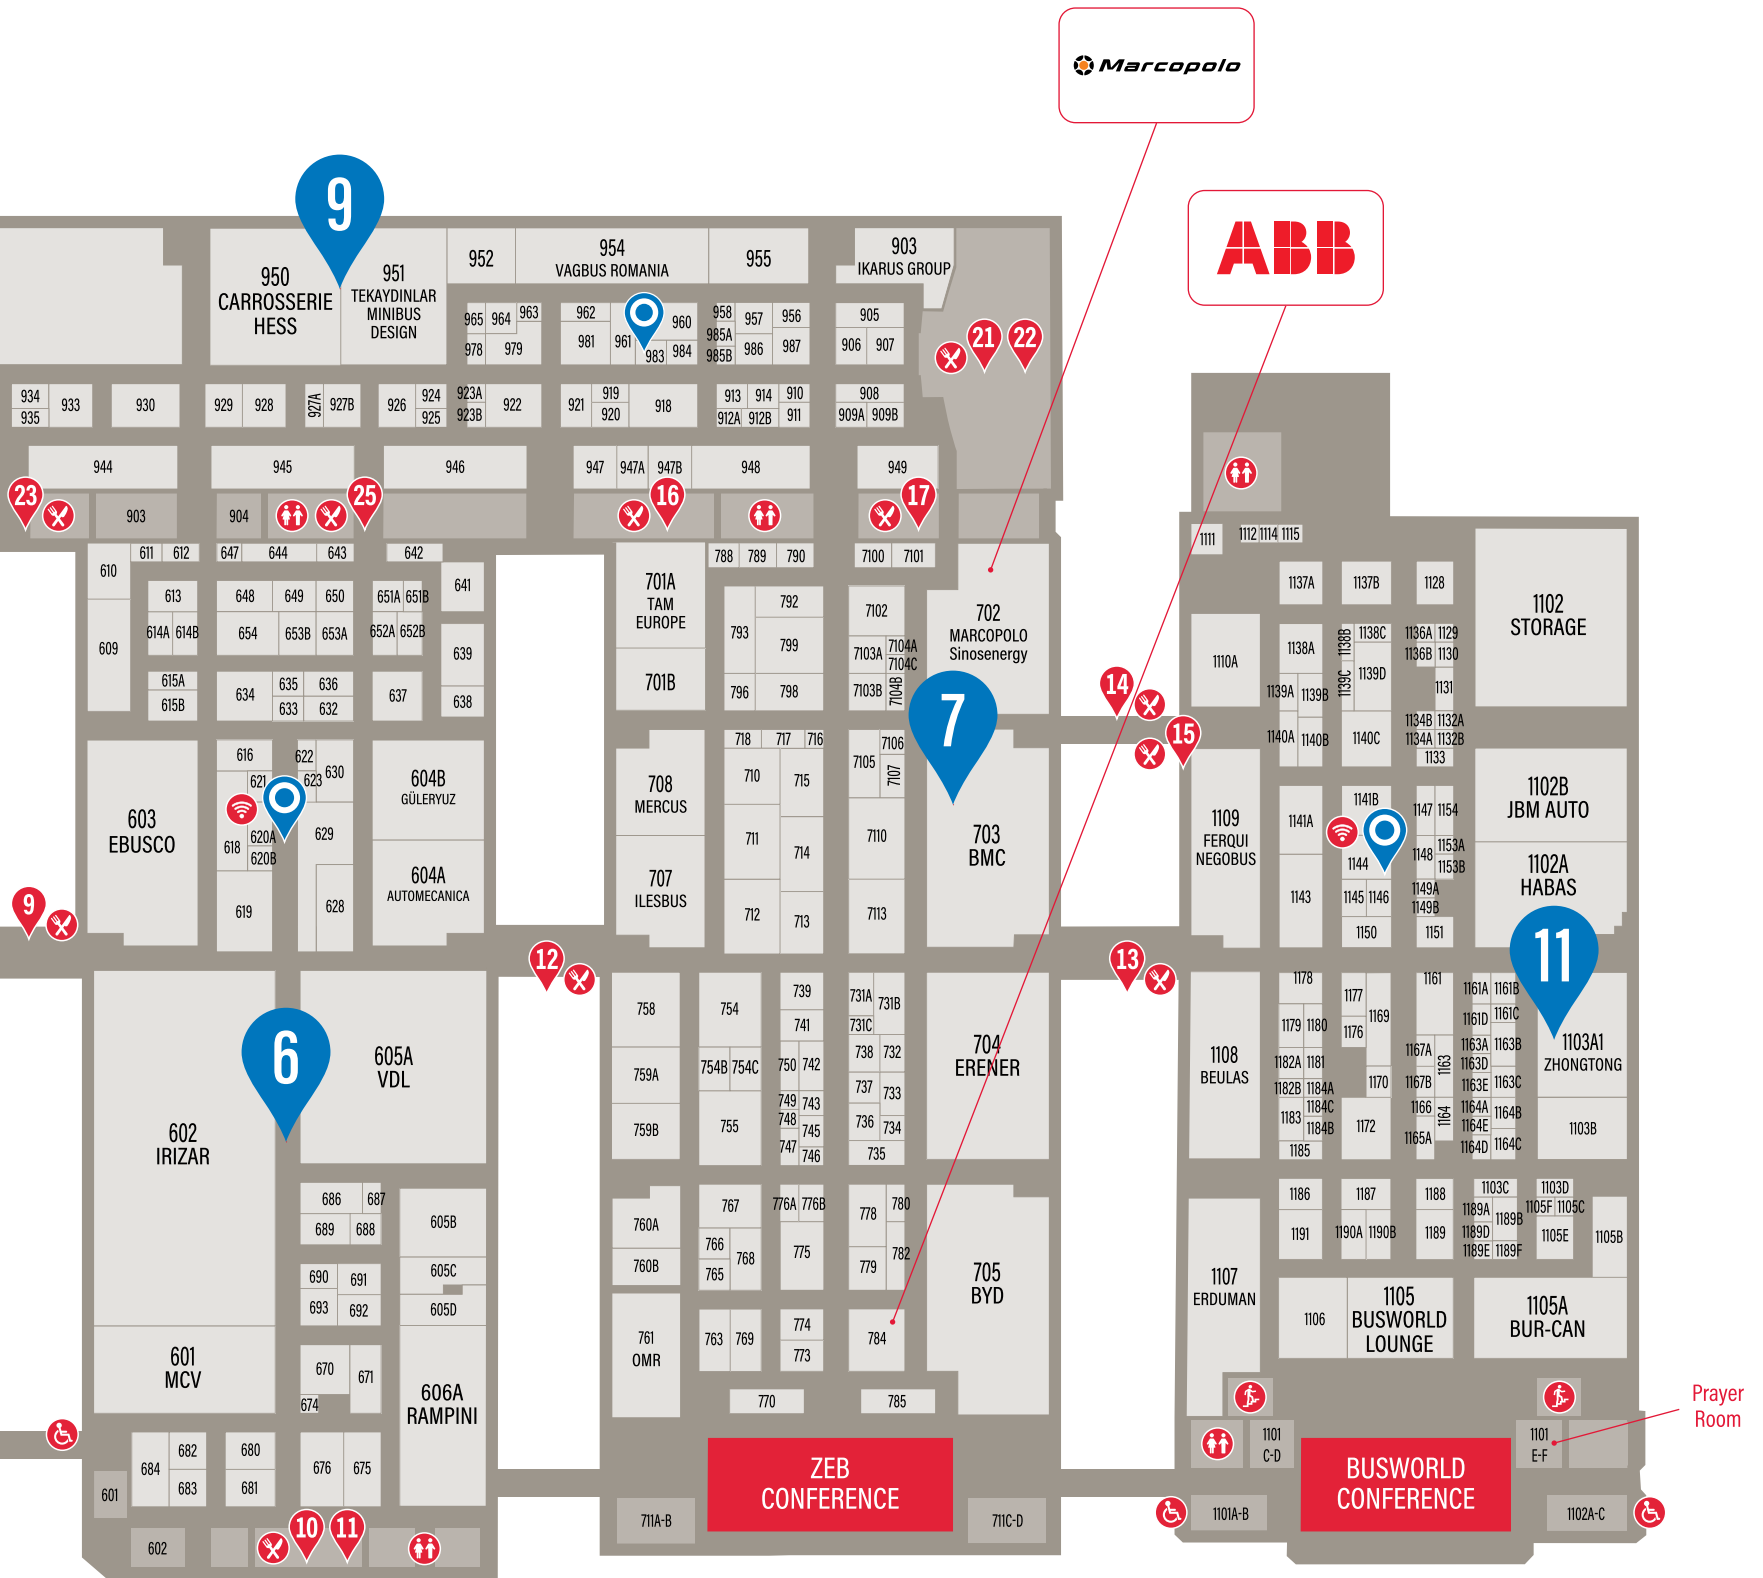 Marcopolo
ABB
9
950
CARROSSERIE
HESS
951
TEKAYDINLAR
MINIBUS
DESIGN
952
954
VAGBUS ROMANIA
955
903
IKARUS GROUP
965
964
963
978
979
962
981
961
960
983
984
958
957
956
985A
985B
986
987
905
906
907
21
22
934
935
933
930
929
928
927A
927B
926
924
925
923A
923B
922
921
919
920
918
913
914
910
912A
912B
911
908
909A
909B
944
945
946
947
947A
947B
948
949
23
903
904
25
16
17
610
611
612
647
644
643
642
641
609
613
614A
614B
615A
615B
648
649
650
654
653B
653A
651A
651B
652A
652B
639
638
634
635
636
633
632
637
603
EBUSCO
616
621
618
620A
620B
619
622
623
630
629
628
604B
GÜLERYUZ
604A
AUTOMECANICA
9
12
602
IRIZAR
6
605A
VDL
601
MCV
686
687
689
688
605B
690
691
693
692
605C
605D
670
671
674
606A
RAMPINI
684
682
683
680
681
676
675
601
602
10
11
701A
TAM
EUROPE
701B
788
789
790
7100
7101
792
793
799
796
798
7102
7103A
7104A
7104C
7103B
7104B
702
MARCOPOLO
Sinosenergy
7
708
MERCUS
707
ILESBUS
718
717
716
710
715
711
714
712
713
7105
7106
7107
7110
7113
703
BMC
14
15
13
758
759A
759B
754
754B
754C
755
739
741
750
742
749
743
748
745
747
746
731A
731B
731C
738
732
737
733
736
734
735
704
ERENER
760A
760B
767
766
765
768
776A
776B
775
778
780
779
782
705
BYD
761
OMR
763
769
774
773
784
770
785
ZEB
CONFERENCE
711A-B
711C-D
1111
1112
1114
1115
1110A
1137A
1137B
1128
1138A
1138B
1138C
1139A
1139B
1139C
1139D
1140A
1140B
1140C
1136A
1129
1136B
1130
1131
1134B
1132A
1134A
1132B
1133
1102
STORAGE
1109
FERQUI
NEGOBUS
1141A
1143
1141B
1144
1145
1146
1150
1147
1154
1148
1153A
1153B
1149A
1149B
1151
1102B
JBM AUTO
1102A
HABAS
11
1108
BEULAS
1178
1179
1180
1182A
1181
1182B
1184A
1183
1184C
1184B
1185
1177
1176
1169
1170
1172
1161
1167A
1163
1167B
1166
1164
1165A
1161A
1161B
1161D
1161C
1163A
1163B
1163D
1163E
1163C
1164A
1164B
1164E
1164D
1164C
1103A1
ZHONGTONG
1103B
1107
ERDUMAN
1186
1191
1187
1190A
1190B
1188
1189
1103C
1189A
1189B
1189D
1189E
1189F
1103D
1105F
1105C
1105E
1105B
1106
1105
BUSWORLD
LOUNGE
1105A
BUR-CAN
1101
C-D
BUSWORLD
CONFERENCE
1101
E-F
Prayer
Room
1101A-B
1102A-C